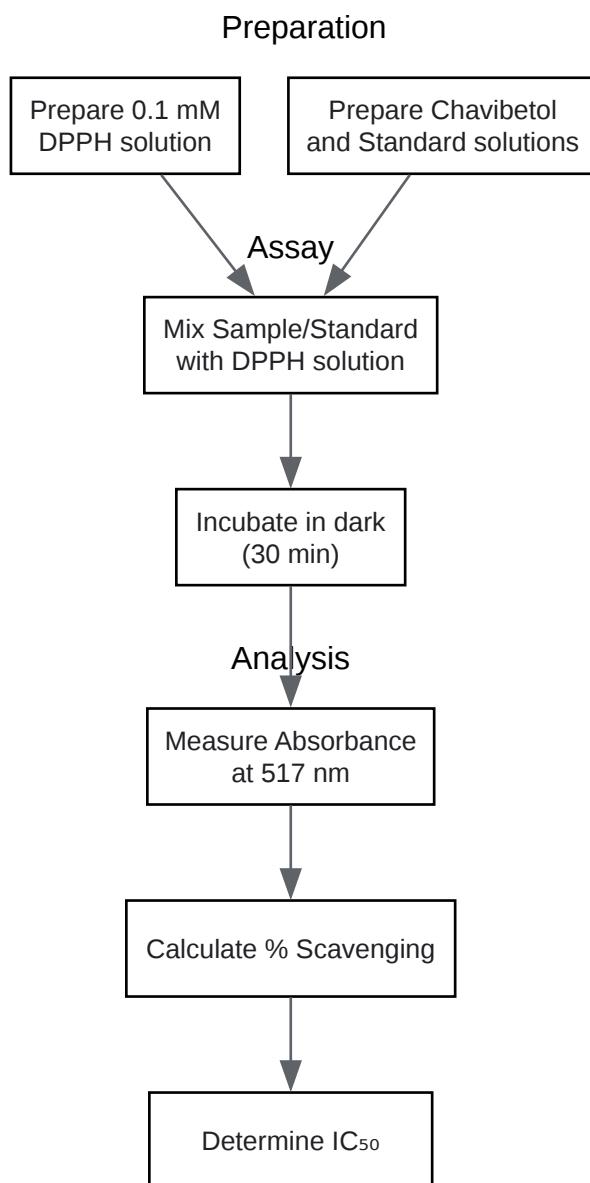 Preparation
Prepare 0.1 mM
DPPH solution
Prepare Chavibetol
and Standard solutions
Assay
Mix Sample/Standard
with DPPH solution
Incubate in dark
(30 min)
Analysis
Measure Absorbance
at 517 nm
Calculate % Scavenging
Determine IC₅₀